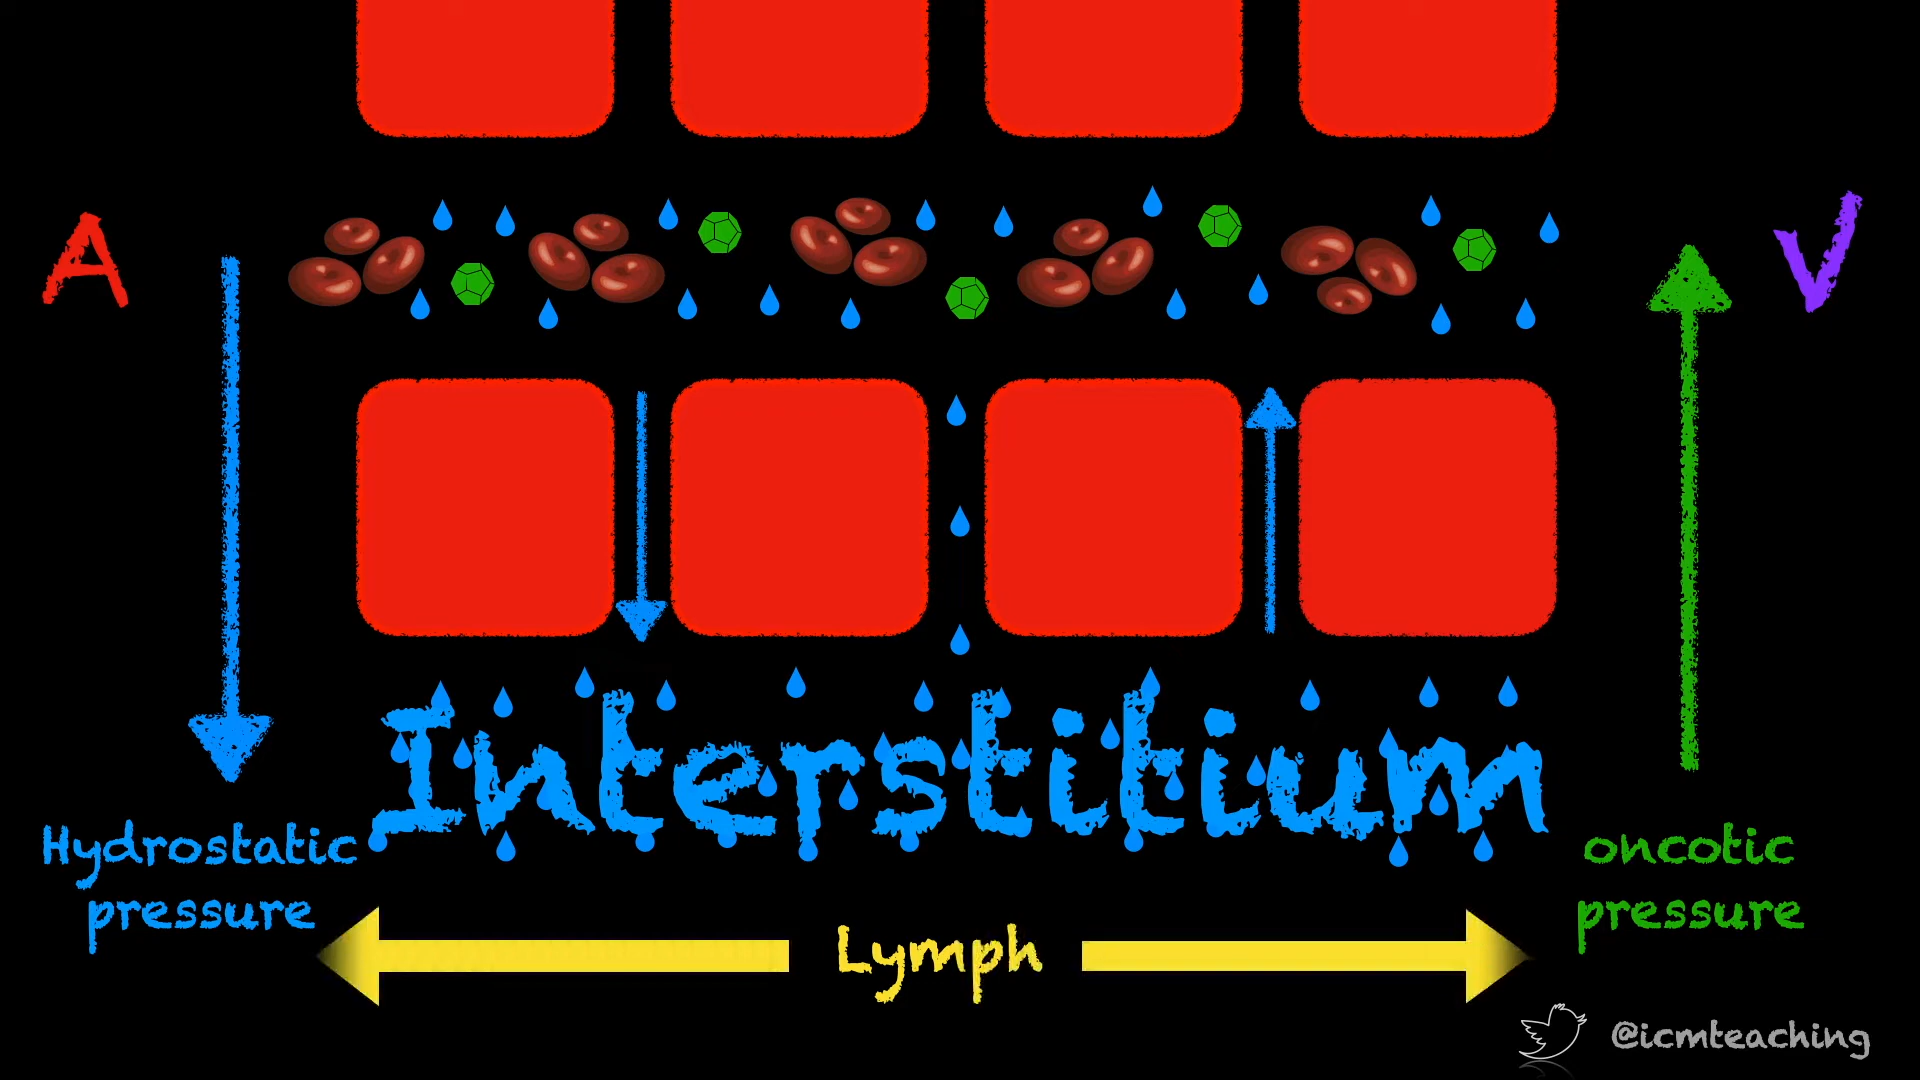 A
V
Interstitium
Hydrostatic
pressure
oncotic
pressure
Lymph
@icmteaching